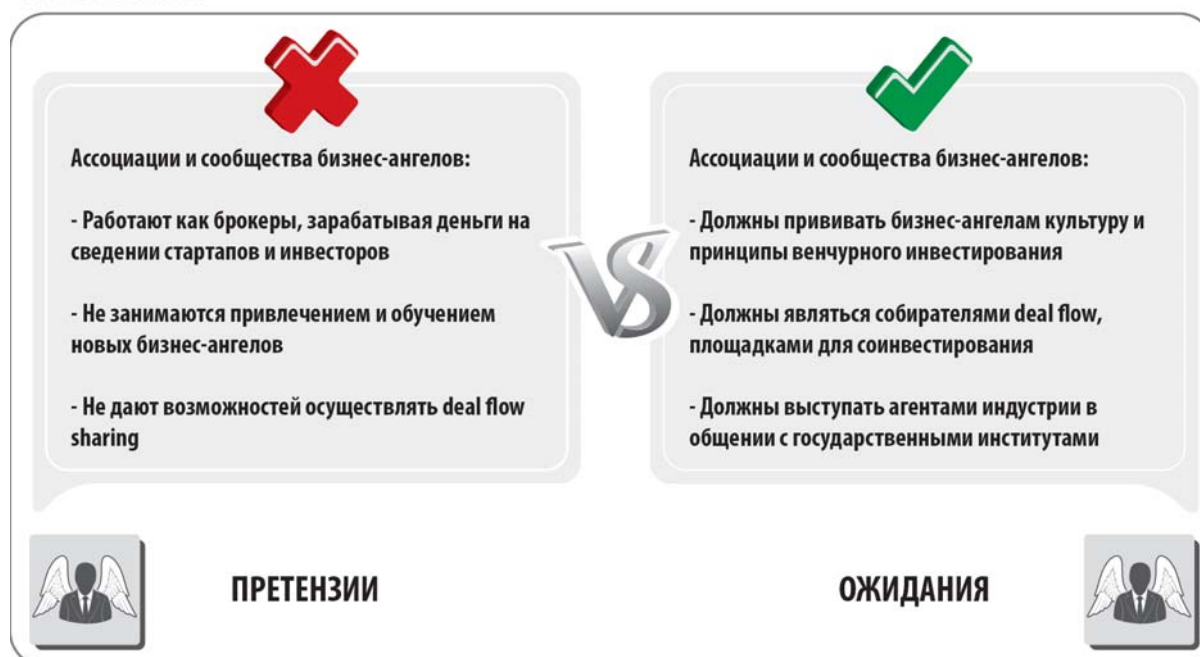 Ассоциации и сообщества бизнес-ангелов:
- Работают как брокеры, зарабатывая деньги на
сведении стартапов и инвесторов
- Не занимаются привлечением и обучением
новых бизнес-ангелов
- Не дают возможностей осуществлять deal flow
sharing
VS
Ассоциации и сообщества бизнес-ангелов:
- Должны прививать бизнес-ангелам культуру и
принципы венчурного инвестирования
- Должны являться собирателями deal flow,
площадками для соинвестирования
- Должны выступать агентами индустрии в
общении с государственными институтами
ПРЕТЕНЗИИ
ОЖИДАНИЯ